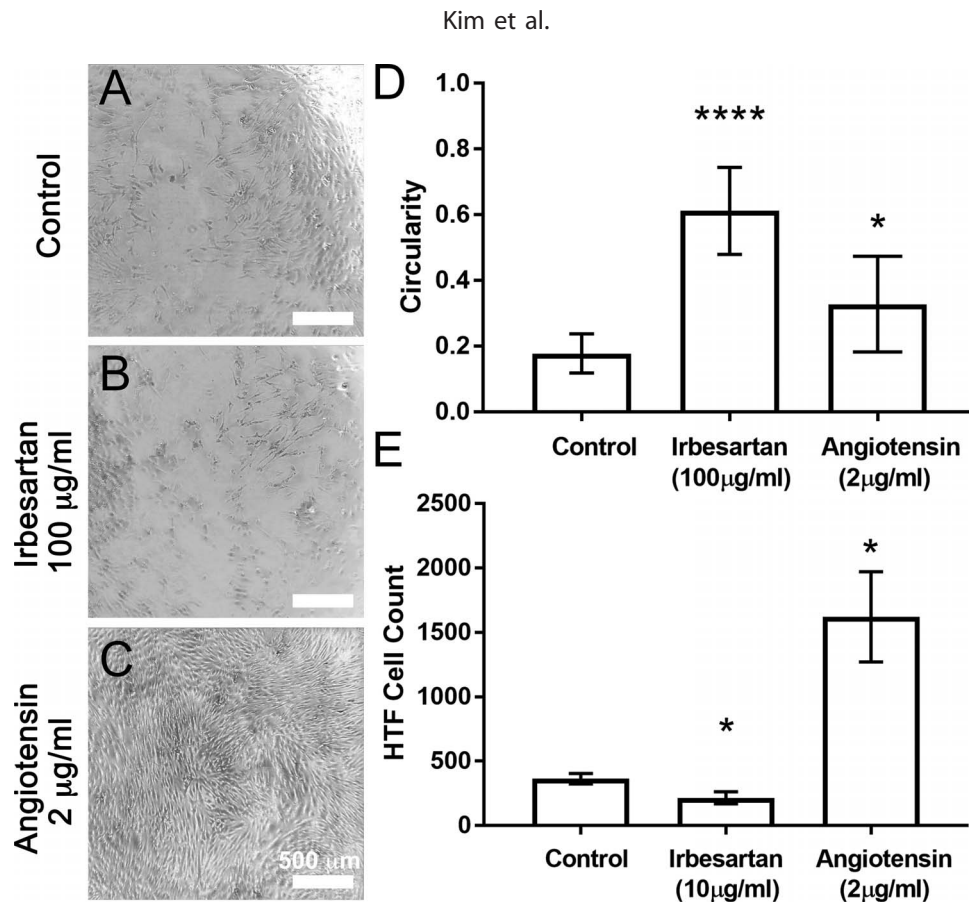 Kim et al.
A
Control
B
Irbesartan
100 μg/ml
C
Angiotensin
2 μg/ml
500 μm
D
Circularity
1.0
0.8
0.6
0.4
0.2
0.0
****
*
Control
Irbesartan
(100μg/ml)
Angiotensin
(2μg/ml)
E
HTF Cell Count
2500
2000
1500
1000
500
0
*
*
Control
Irbesartan
(10μg/ml)
Angiotensin
(2μg/ml)